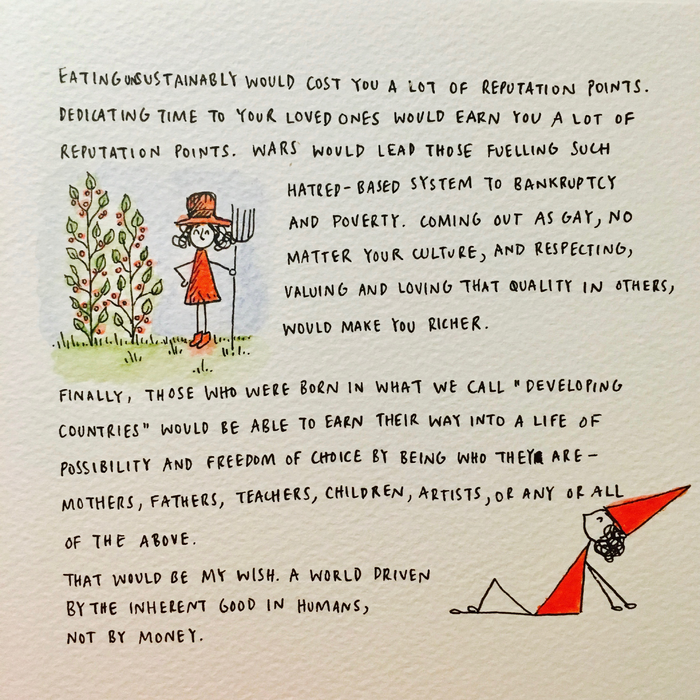 EATING UNSUSTAINABLY WOULD COST YOU A LOT OF REPUTATION POINTS.
DEDICATING TIME TO YOUR LOVED ONES WOULD EARN YOU A LOT OF
REPUTATION POINTS. WARS WOULD LEAD THOSE FUELLING SUCH
HATRED-BASED SYSTEM TO BANKRUPTCY
AND POVERTY. COMING OUT AS GAY, NO
MATTER YOUR CULTURE, AND RESPECTING,
VALUING AND LOVING THAT QUALITY IN OTHERS,
WOULD MAKE YOU RICHER.
FINALLY, THOSE WHO WERE BORN IN WHAT WE CALL "DEVELOPING
COUNTRIES" WOULD BE ABLE TO EARN THEIR WAY INTO A LIFE OF
POSSIBILITY AND FREEDOM OF CHOICE BY BEING WHO THEY ARE -
MOTHERS, FATHERS, TEACHERS, CHILDREN, ARTISTS, OR ANY OR ALL
OF THE ABOVE.
THAT WOULD BE MY WISH. A WORLD DRIVEN
BY THE INHERENT GOOD IN HUMANS,
NOT BY MONEY.